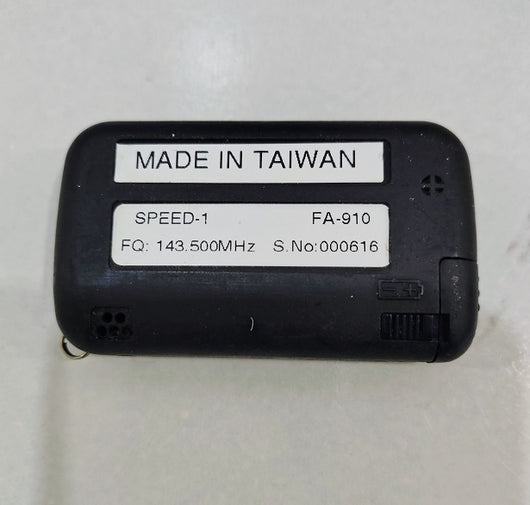 MADE IN TAIWAN
SPEED-1 FA-910
FQ: 143.500MHz S.No:000616